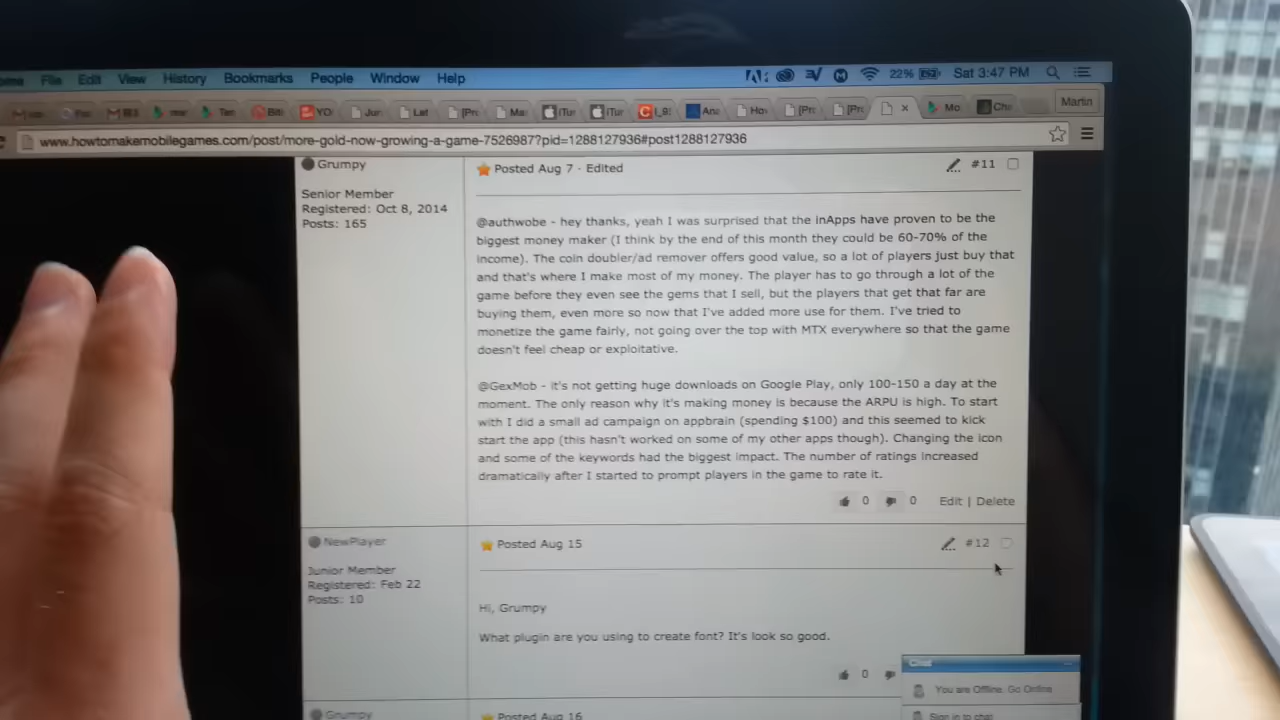 File Edit View History Bookmarks People Window Help
22% Sat 3:47 PM
YO Jur Lat [Pro Ma iTur iTur Ana Hov [Pro [Pro × Mo Che Martin
www.howtomakemobilegames.com/post/more-gold-now-growing-a-game-7526987?pid=1288127936#post1288127936
Grumpy
Posted Aug 7 · Edited #11
Senior Member
Registered: Oct 8, 2014
Posts: 165
@authwobe - hey thanks, yeah I was surprised that the inApps have proven to be the
biggest money maker (I think by the end of this month they could be 60-70% of the
income). The coin doubler/ad remover offers good value, so a lot of players just buy that
and that's where I make most of my money. The player has to go through a lot of the
game before they even see the gems that I sell, but the players that get that far are
buying them, even more so now that I've added more use for them. I've tried to
monetize the game fairly, not going over the top with MTX everywhere so that the game
doesn't feel cheap or exploitative.
@GexMob - it's not getting huge downloads on Google Play, only 100-150 a day at the
moment. The only reason why it's making money is because the ARPU is high. To start
with I did a small ad campaign on appbrain (spending $100) and this seemed to kick
start the app (this hasn't worked on some of my other apps though). Changing the icon
and some of the keywords had the biggest impact. The number of ratings increased
dramatically after I started to prompt players in the game to rate it.
0 0 Edit | Delete
NewPlayer
Posted Aug 15 #12
Junior Member
Registered: Feb 22
Posts: 10
Hi, Grumpy
What plugin are you using to create font? It's look so good.
0
Chat
You are Offline. Go Online
Sign in to chat
Grumpy
Posted Aug 16